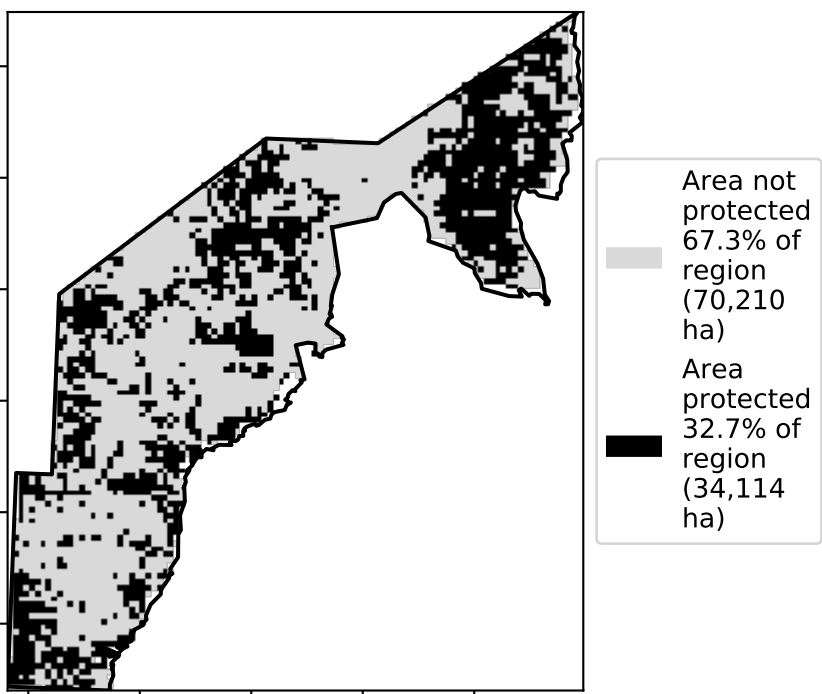 Area not
protected
67.3% of
region
(70,210
ha)
Area
protected
32.7% of
region
(34,114
ha)